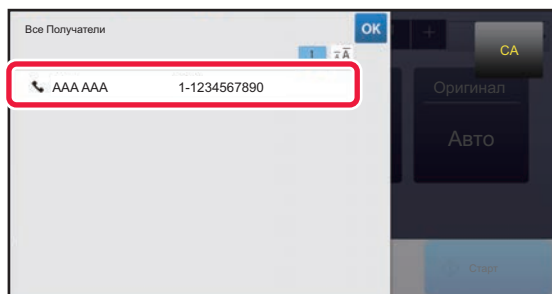 Все Получатели
OK
CA
1
AAA AAA 1-1234567890
Оригинал
Авто
Старт